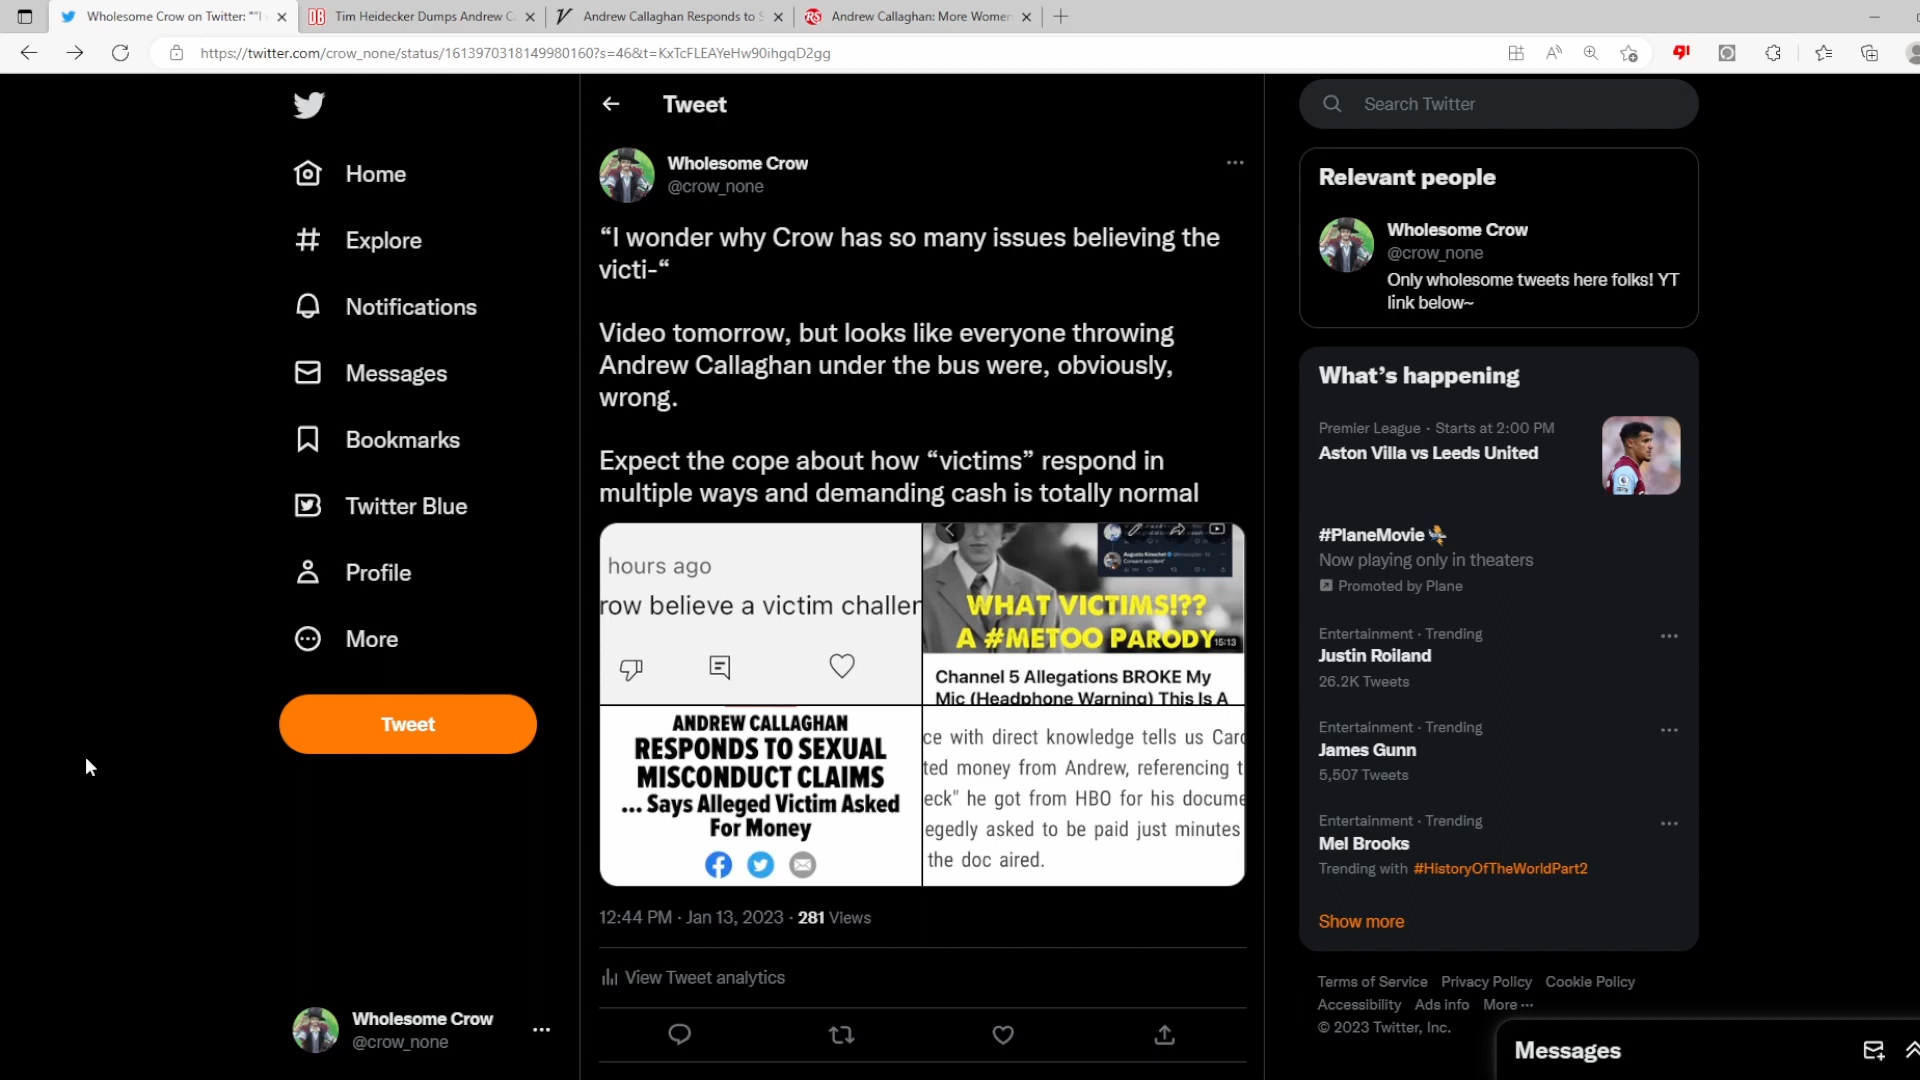 Wholesome Crow on Twitter: "“I
Tim Heidecker Dumps Andrew C
Andrew Callaghan Responds to S
Andrew Callaghan: More Women
https://twitter.com/crow_none/status/1613970318149980160?s=46&t=KxTcFLEAYeHw90ihgqD2gg
Home
Explore
Notifications
Messages
Bookmarks
Twitter Blue
Profile
More
Tweet
Wholesome Crow
@crow_none
Tweet
Wholesome Crow
@crow_none
“I wonder why Crow has so many issues believing the
victi-“
Video tomorrow, but looks like everyone throwing
Andrew Callaghan under the bus were, obviously,
wrong.
Expect the cope about how “victims” respond in
multiple ways and demanding cash is totally normal
hours ago
row believe a victim challen
WHAT VICTIMS!??
A #METOO PARODY
15:13
Channel 5 Allegations BROKE My
Mic (Headphone Warning) This Is A
ANDREW CALLAGHAN
RESPONDS TO SEXUAL
MISCONDUCT CLAIMS
... Says Alleged Victim Asked
For Money
ce with direct knowledge tells us Caro
ted money from Andrew, referencing t
eck" he got from HBO for his docume
egedly asked to be paid just minutes
the doc aired.
12:44 PM · Jan 13, 2023 · 281 Views
View Tweet analytics
Search Twitter
Relevant people
Wholesome Crow
@crow_none
Only wholesome tweets here folks! YT
link below~
What’s happening
Premier League · Starts at 2:00 PM
Aston Villa vs Leeds United
#PlaneMovie
Now playing only in theaters
Promoted by Plane
Entertainment · Trending
Justin Roiland
26.2K Tweets
Entertainment · Trending
James Gunn
5,507 Tweets
Entertainment · Trending
Mel Brooks
Trending with #HistoryOfTheWorldPart2
Show more
Terms of Service Privacy Policy Cookie Policy
Accessibility Ads info More ···
© 2023 Twitter, Inc.
Messages